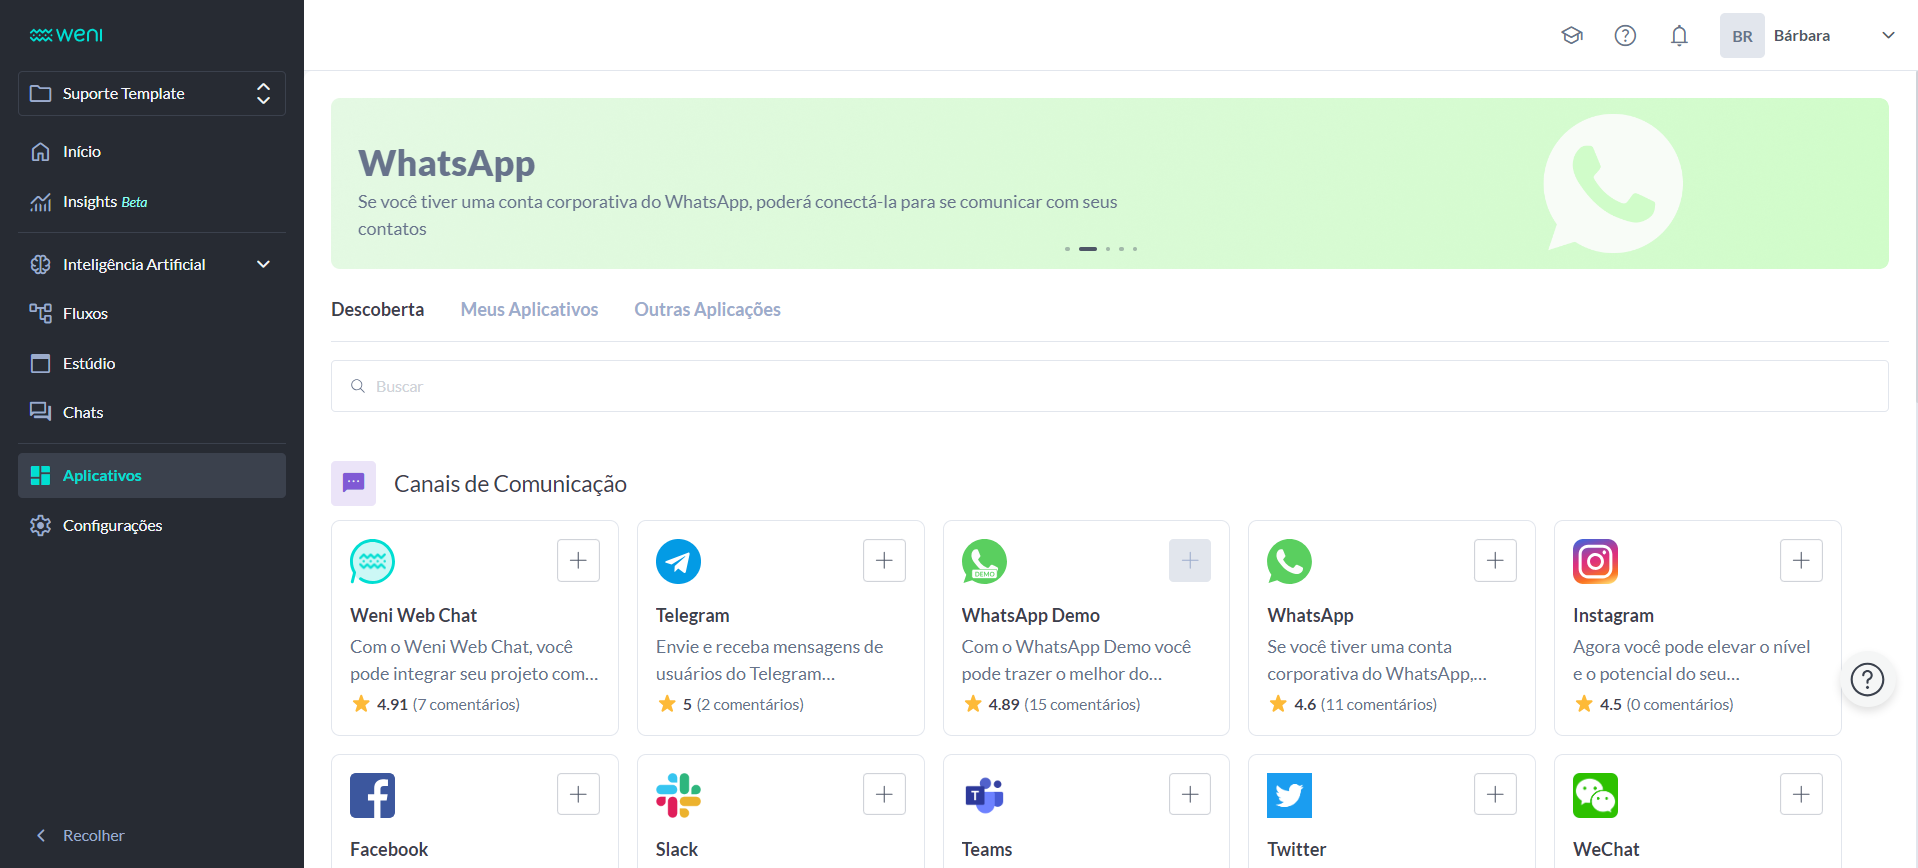 weni
Suporte Template
Início
Insights Beta
Inteligência Artificial
Fluxos
Estúdio
Chats
Aplicativos
Configurações
Recolher
BR Bárbara
WhatsApp
Se você tiver uma conta corporativa do WhatsApp, poderá conectá-la para se comunicar com seus
contatos
Descoberta Meus Aplicativos Outras Aplicações
Buscar
Canais de Comunicação
Weni Web Chat
Com o Weni Web Chat, você
pode integrar seu projeto com...
4.91 (7 comentários)
Telegram
Envie e receba mensagens de
usuários do Telegram...
5 (2 comentários)
DEMO
WhatsApp Demo
Com o WhatsApp Demo você
pode trazer o melhor do...
4.89 (15 comentários)
WhatsApp
Se você tiver uma conta
corporativa do WhatsApp,...
4.6 (11 comentários)
Instagram
Agora você pode elevar o nível
e o potencial do seu...
4.5 (0 comentários)
Facebook
Slack
T
Teams
Twitter
WeChat